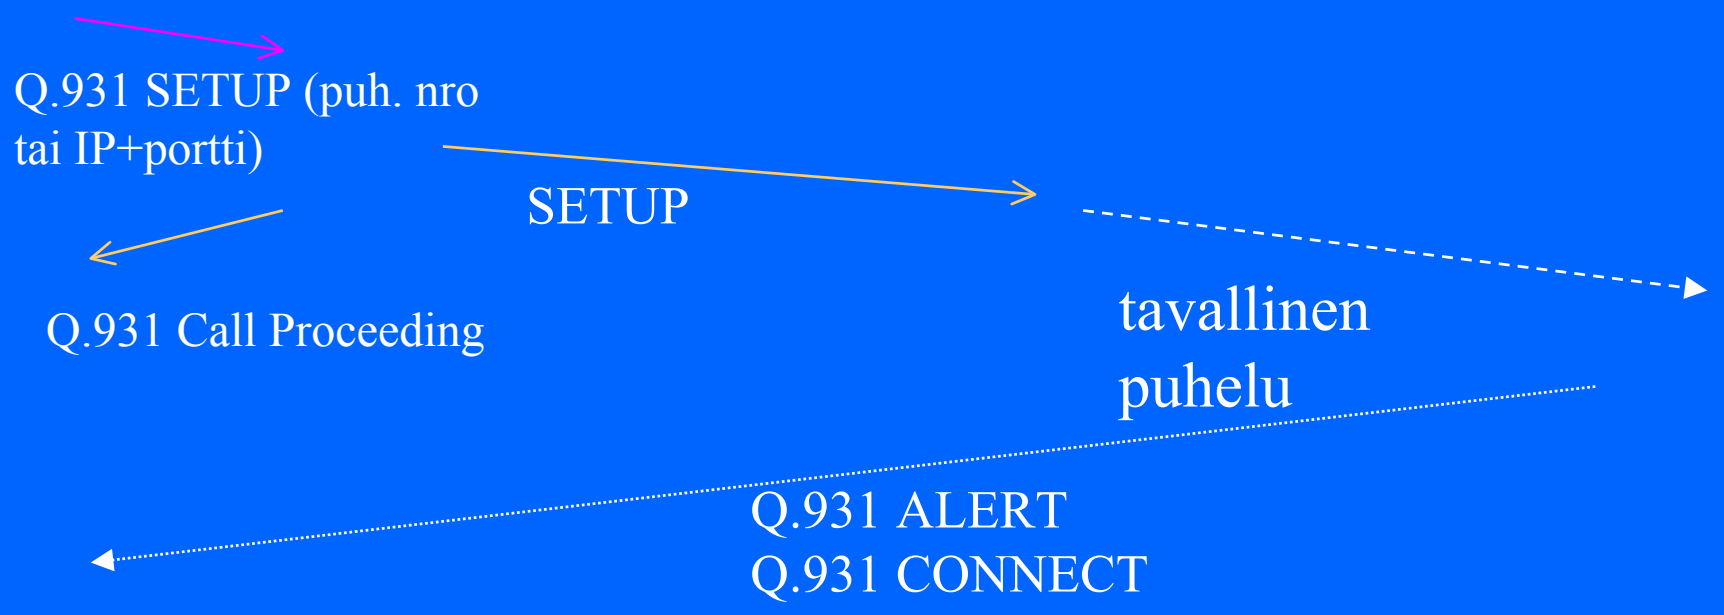 Q.931 SETUP (puh. nro
tai IP+portti)
SETUP
Q.931 Call Proceeding
tavallinen
puhelu
Q.931 ALERT
Q.931 CONNECT